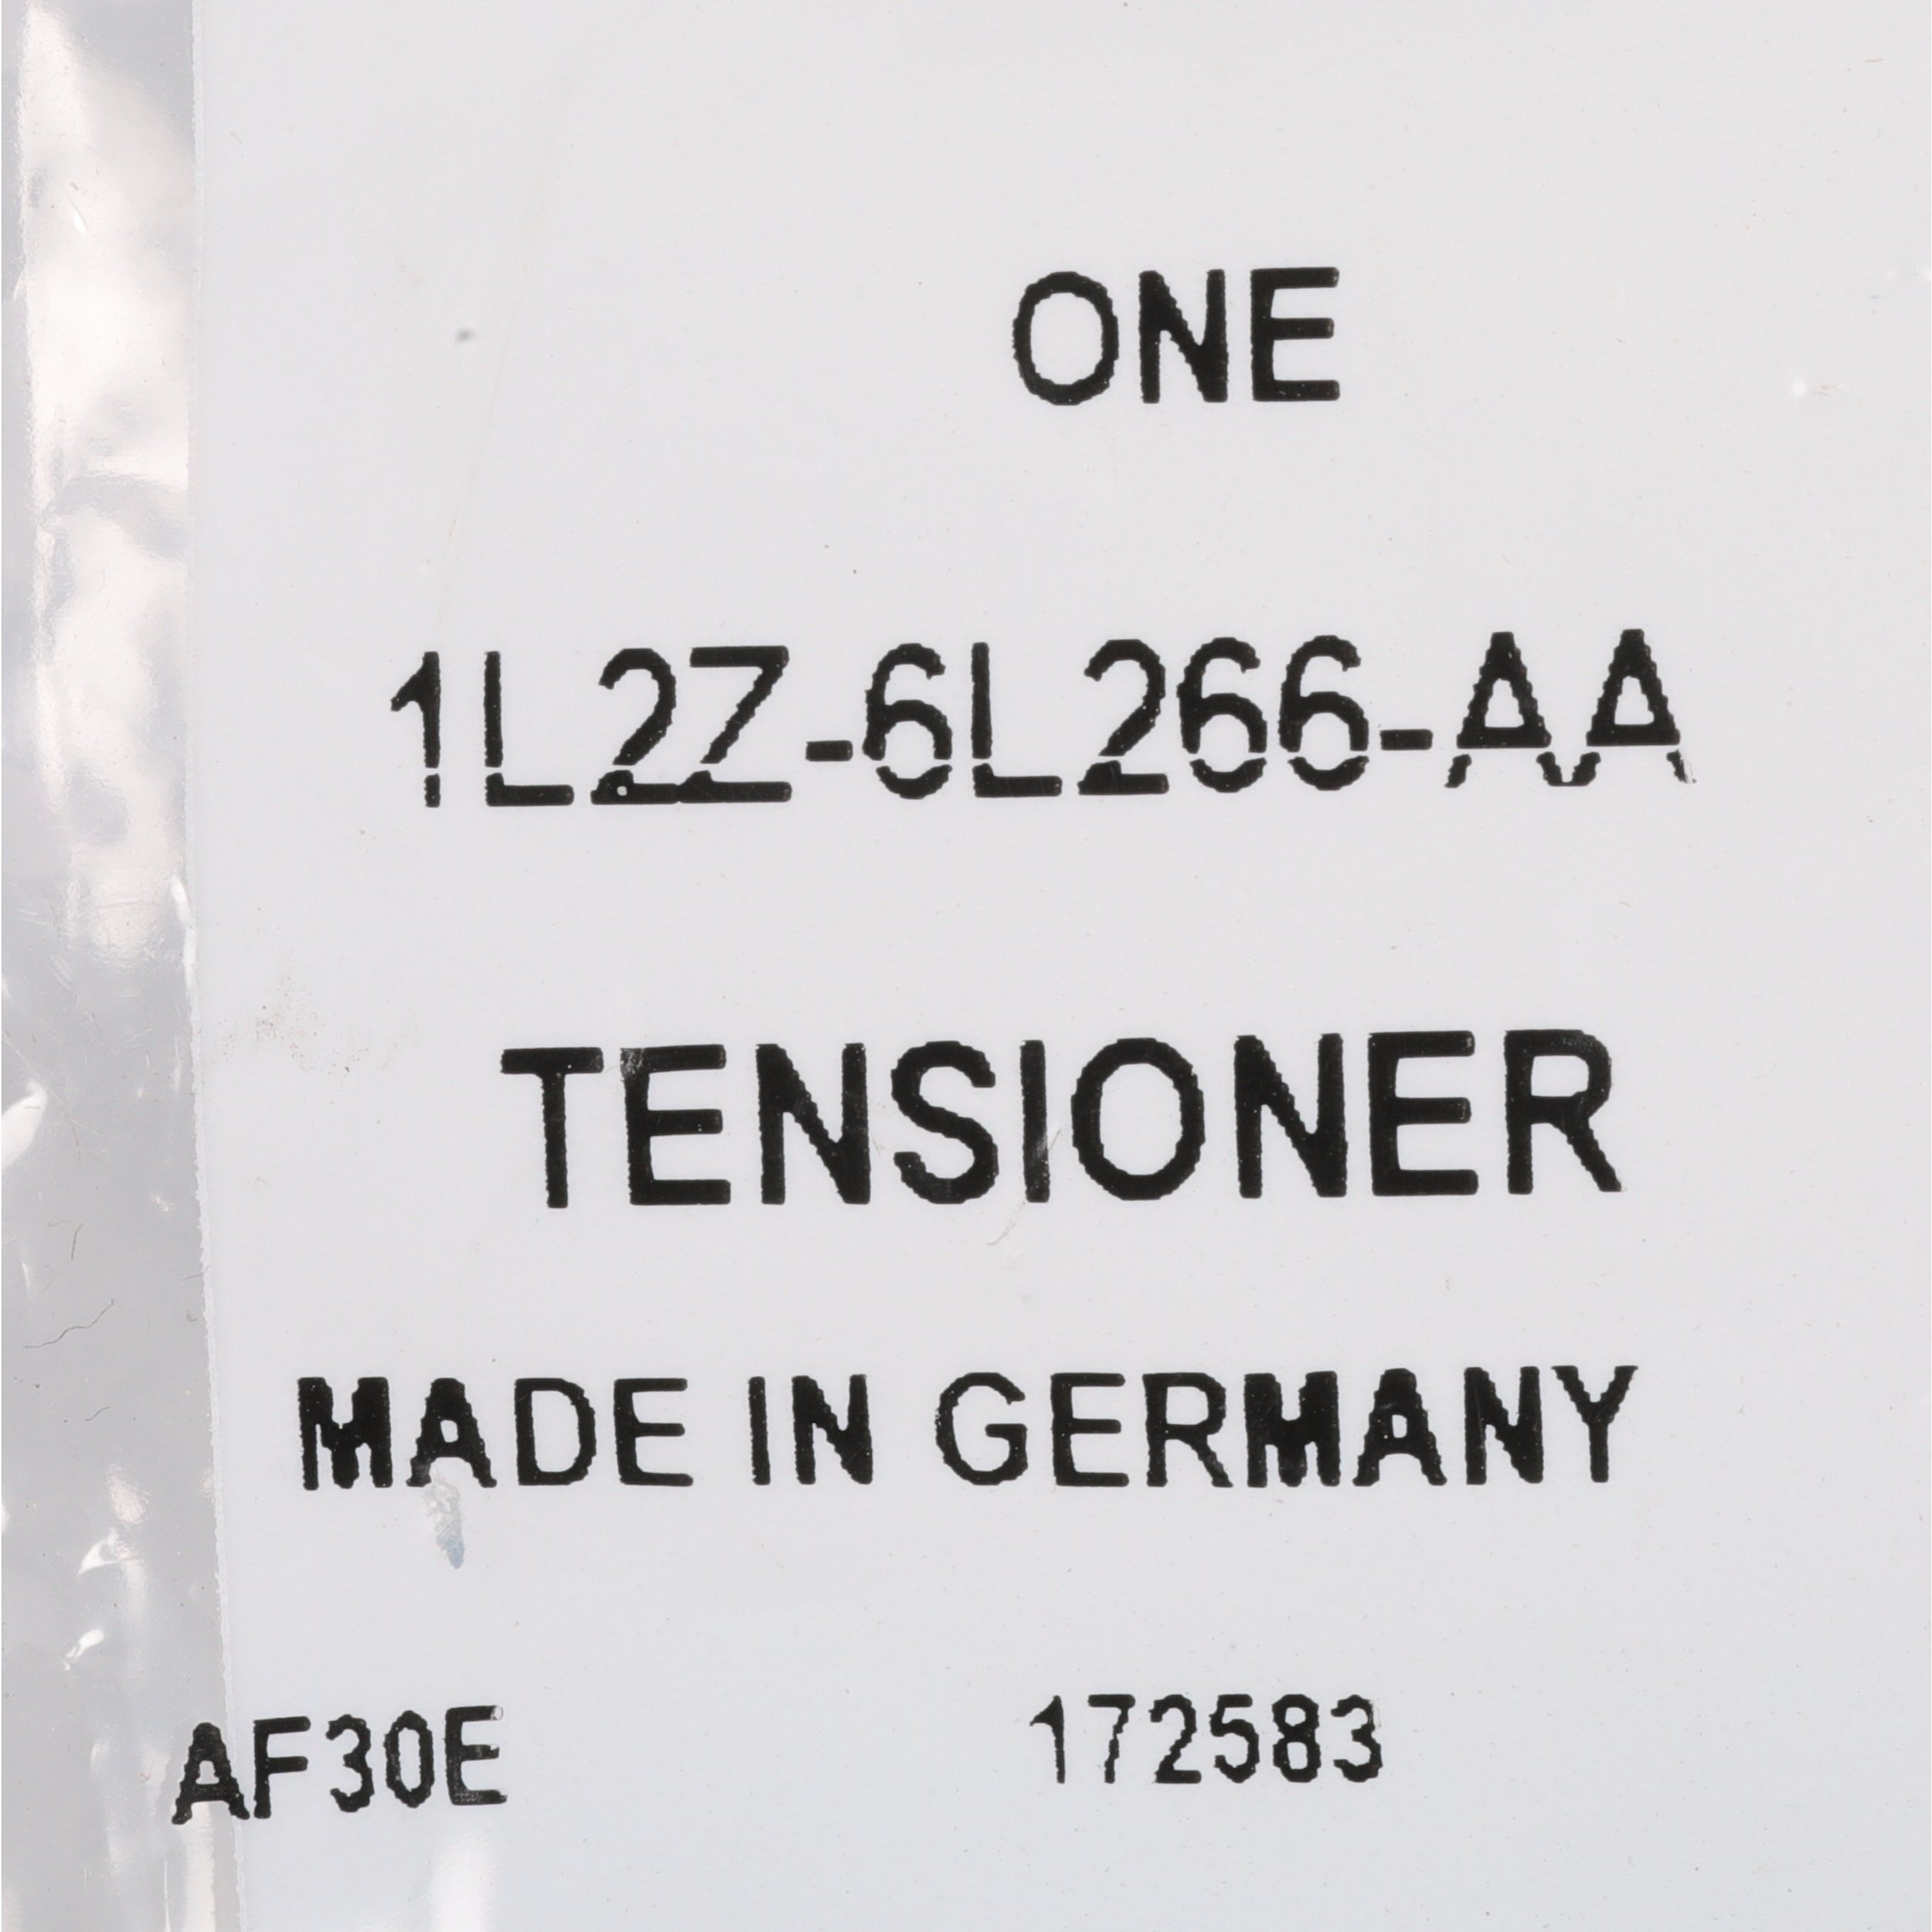 ONE
1L2Z-6L266-AA
TENSIONER
MADE IN GERMANY
AF30E 172583